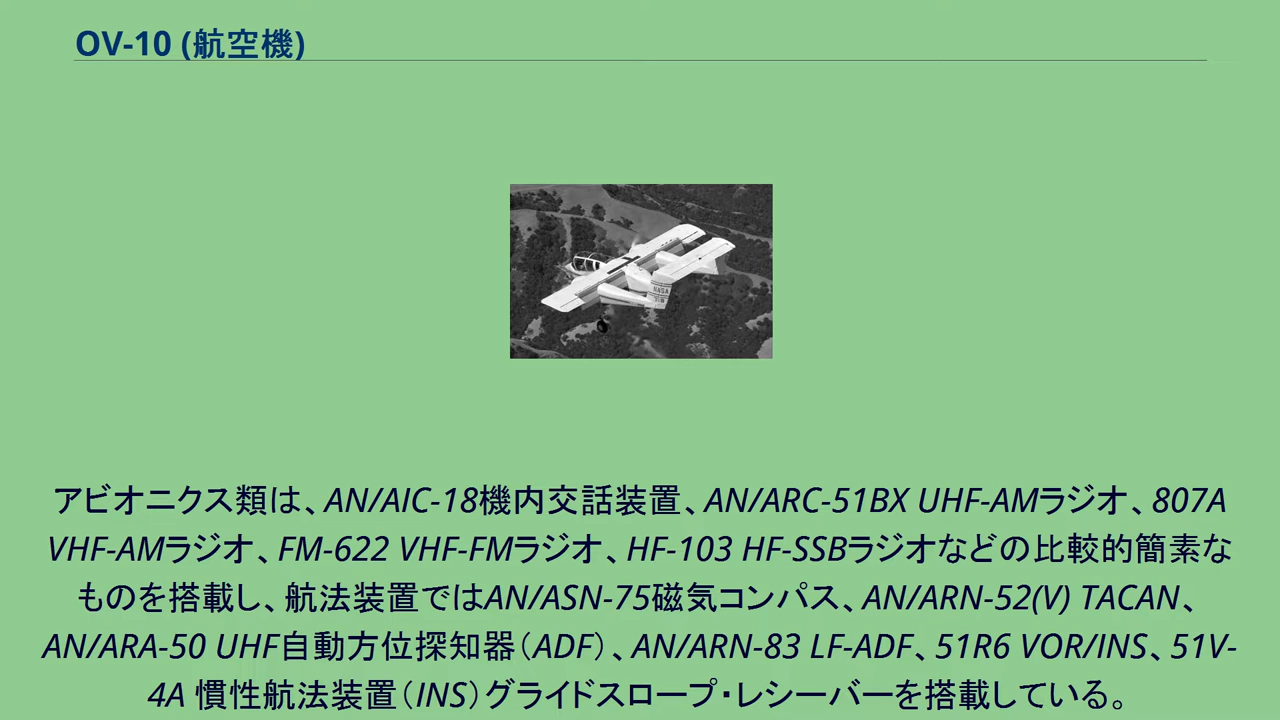 OV-10 (航空機)
NASA
アビオニクス類は、AN/AIC-18機内交話装置、AN/ARC-51BX UHF-AMラジオ、807A
VHF-AMラジオ、FM-622 VHF-FMラジオ、HF-103 HF-SSBラジオなどの比較的簡素な
ものを搭載し、航法装置ではAN/ASN-75磁気コンパス、AN/ARN-52(V) TACAN、
AN/ARA-50 UHF自動方位探知器（ADF）、AN/ARN-83 LF-ADF、51R6 VOR/INS、51V-
4A 慣性航法装置（INS）グライドスロープ・レシーバーを搭載している。